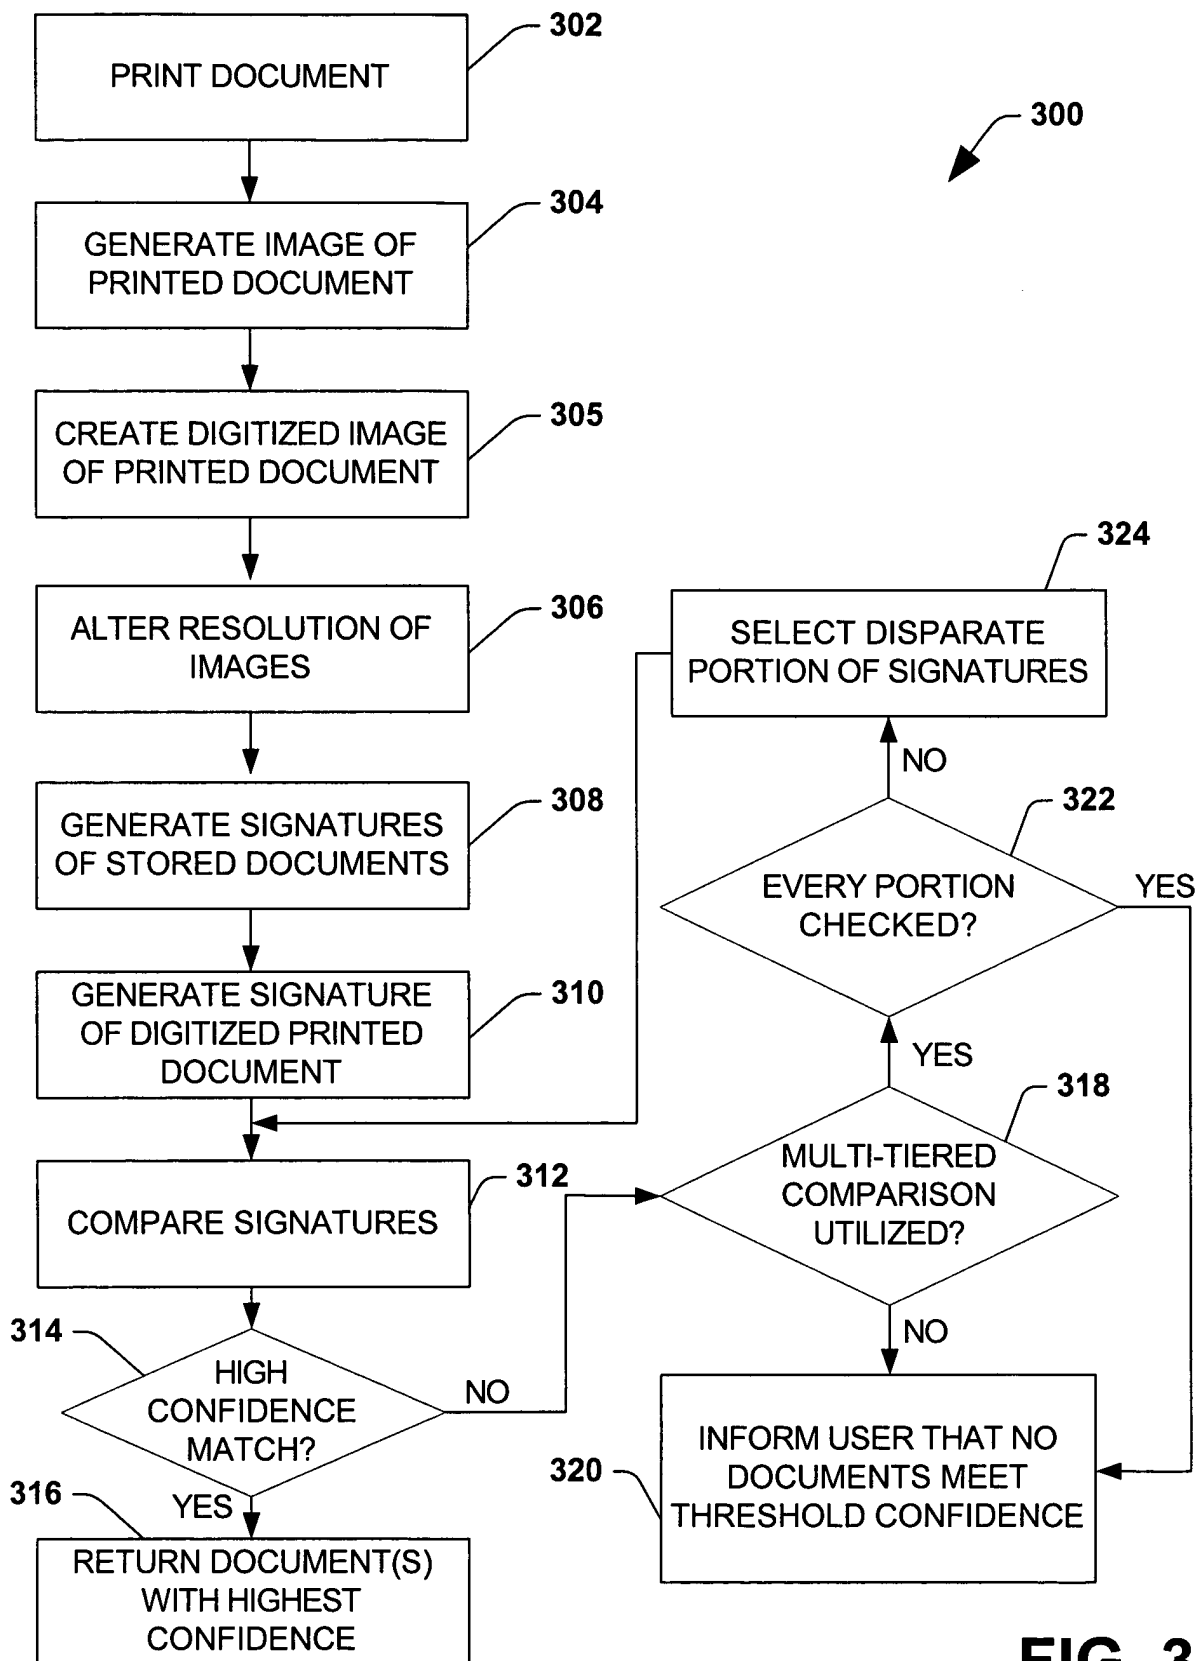 302
PRINT DOCUMENT
300
304
GENERATE IMAGE OF
PRINTED DOCUMENT
305
CREATE DIGITIZED IMAGE
OF PRINTED DOCUMENT
306
ALTER RESOLUTION OF
IMAGES
308
GENERATE SIGNATURES
OF STORED DOCUMENTS
310
GENERATE SIGNATURE
OF DIGITIZED PRINTED
DOCUMENT
312
COMPARE SIGNATURES
314
HIGH
CONFIDENCE
MATCH?
NO
YES
316
RETURN DOCUMENT(S)
WITH HIGHEST
CONFIDENCE
324
SELECT DISPARATE
PORTION OF SIGNATURES
NO
322
EVERY PORTION
CHECKED?
YES
YES
318
MULTI-TIERED
COMPARISON
UTILIZED?
NO
320
INFORM USER THAT NO
DOCUMENTS MEET
THRESHOLD CONFIDENCE
FIG. 3